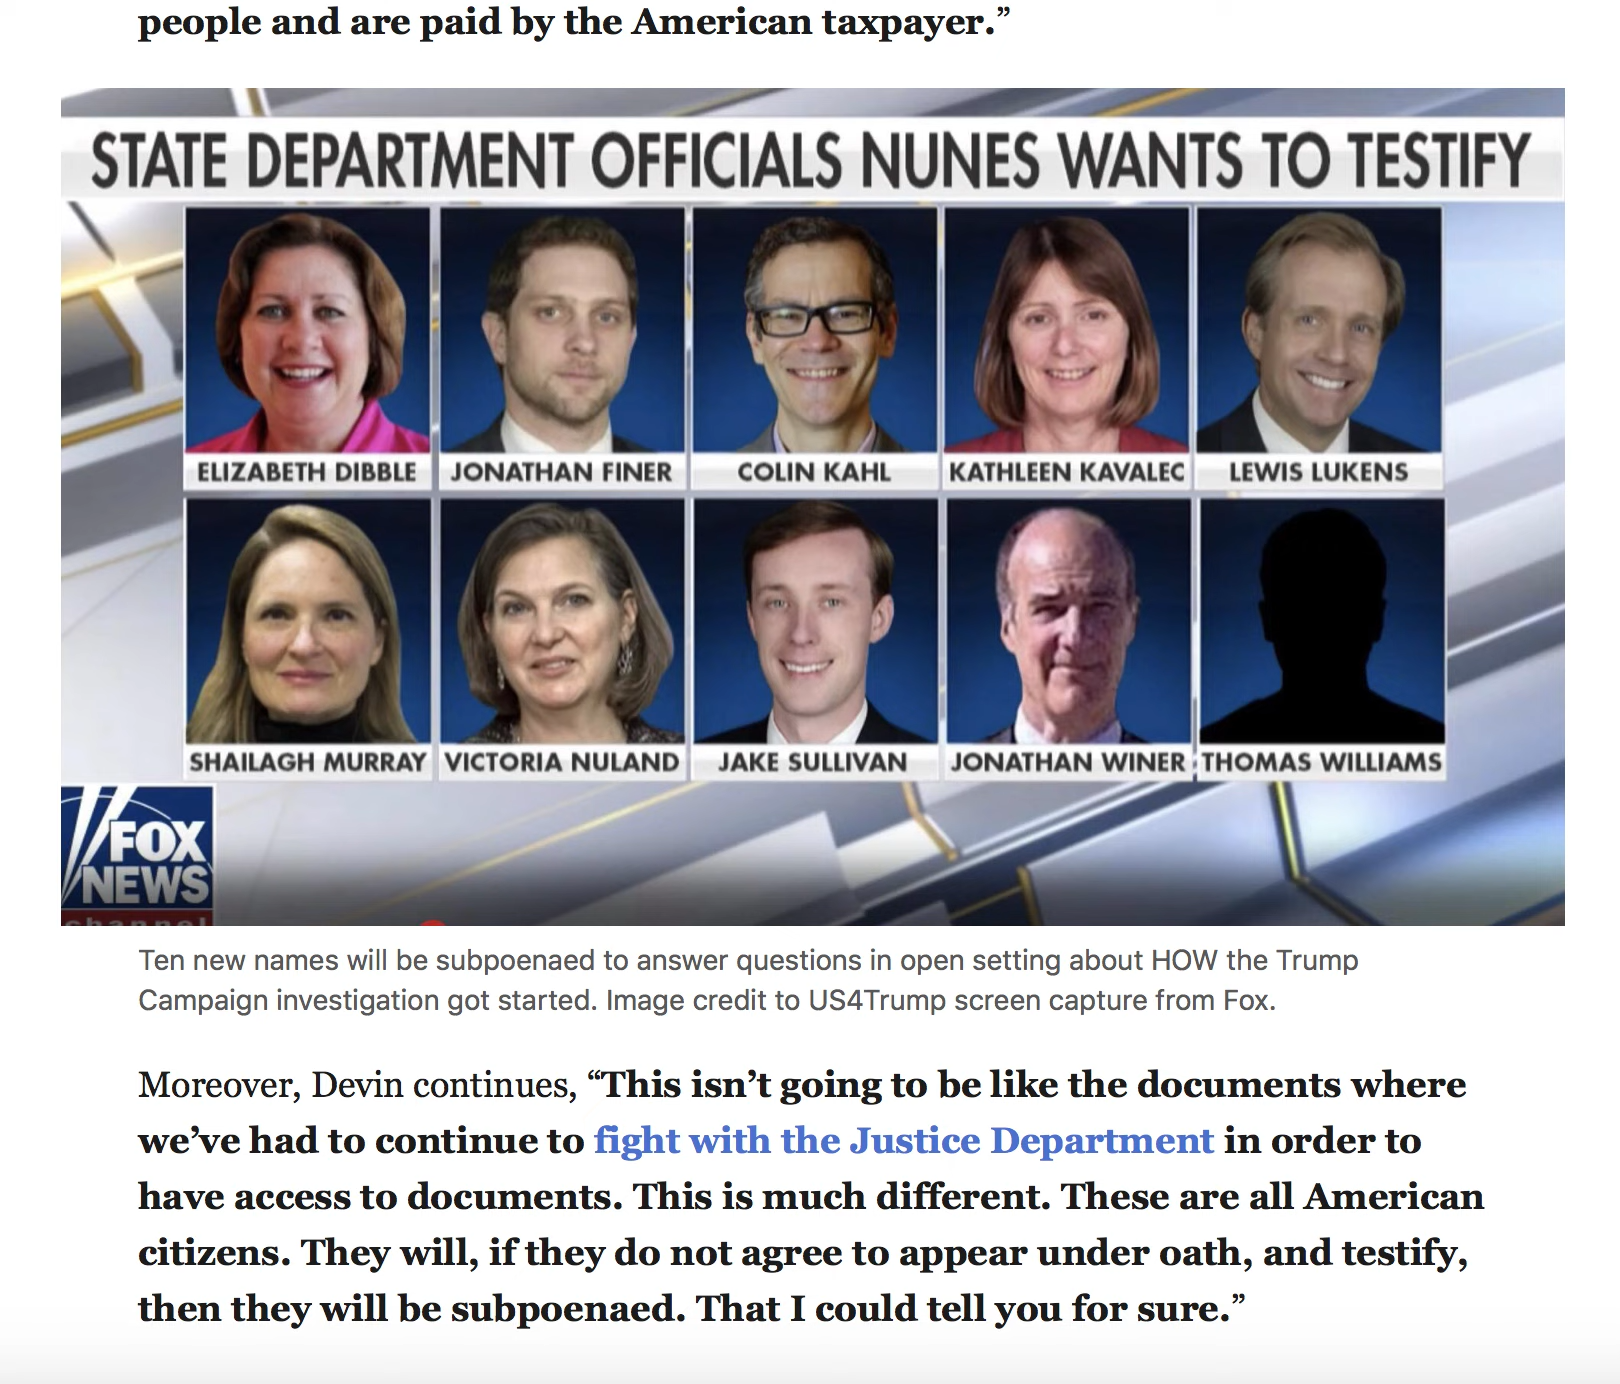 people and are paid by the American taxpayer.”
STATE DEPARTMENT OFFICIALS NUNES WANTS TO TESTIFY
ELIZABETH DIBBLE
JONATHAN FINER
COLIN KAHL
KATHLEEN KAVALEC
LEWIS LUKENS
SHAILAGH MURRAY
VICTORIA NULAND
JAKE SULLIVAN
JONATHAN WINER
THOMAS WILLIAMS
FOX
NEWS
channel
Ten new names will be subpoenaed to answer questions in open setting about HOW the Trump
Campaign investigation got started. Image credit to US4Trump screen capture from Fox.
Moreover, Devin continues, “This isn’t going to be like the documents where
we’ve had to continue to fight with the Justice Department in order to
have access to documents. This is much different. These are all American
citizens. They will, if they do not agree to appear under oath, and testify,
then they will be subpoenaed. That I could tell you for sure.”